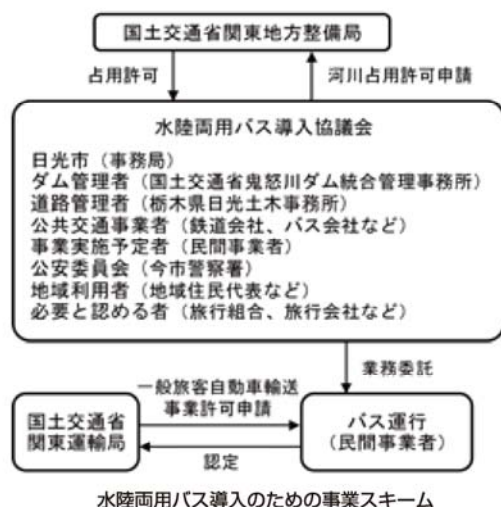 国土交通省関東地方整備局
占用許可
河川占用許可申請
水陸両用バス導入協議会
日光市（事務局）
ダム管理者（国土交通省鬼怒川ダム統合管理事務所）
道路管理者（栃木県日光土木事務所）
公共交通事業者（鉄道会社、バス会社など）
事業実施予定者（民間事業者）
公安委員会（今市警察署）
地域利用者（地域住民代表など）
必要と認める者（旅行組合、旅行会社など）
業務委託
一般旅客自動車輸送
事業許可申請
国土交通省
関東運輸局
バス運行
（民間事業者）
認定
水陸両用バス導入のための事業スキーム